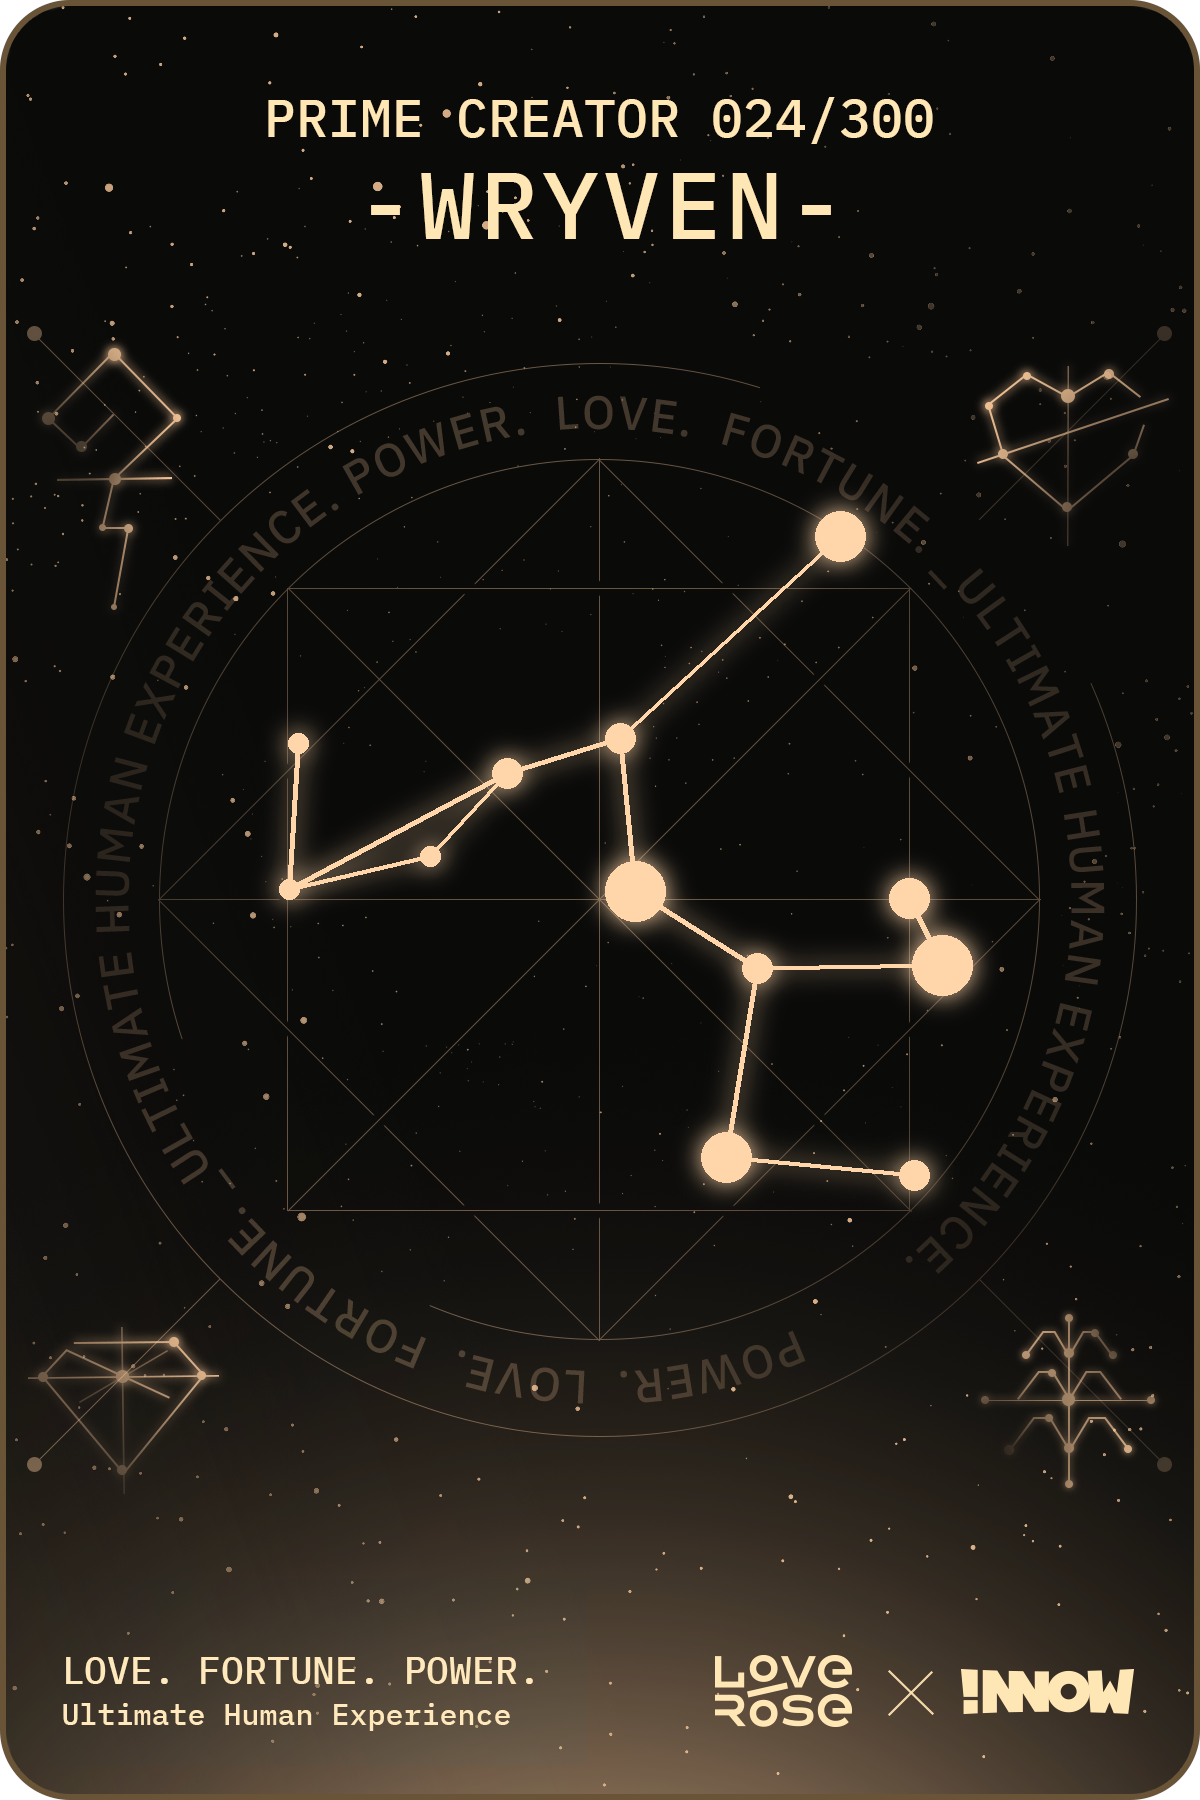 PRIME CREATOR 024/300
-WRYVEN-
POWER. LOVE. FORTUNE. – ULTIMATE HUMAN EXPERIENCE.
POWER. LOVE. FORTUNE. – ULTIMATE HUMAN EXPERIENCE.
LOVE. FORTUNE. POWER.
Ultimate Human Experience
LOVE
ROSE
!NNOW